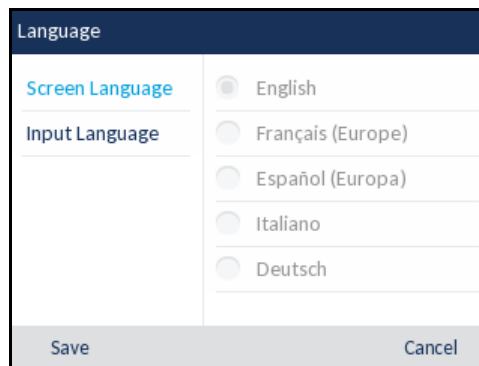 Language
Screen Language
Input Language
English
Français (Europe)
Español (Europa)
Italiano
Deutsch
Save
Cancel